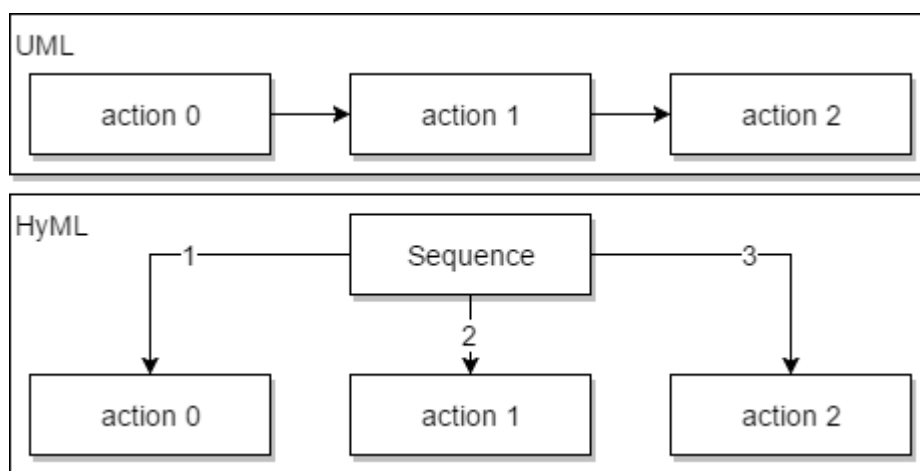 UML
action 0
action 1
action 2
HyML
Sequence
1
3
2
action 0
action 1
action 2